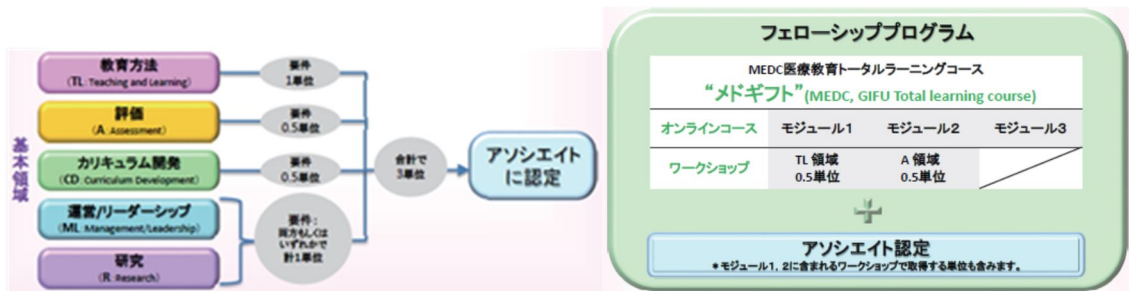 基本領域
教育方法
(TL: Teaching and Learning)
要件
1単位
評価
(A: Assessment)
要件
0.5単位
カリキュラム開発
(CD: Curriculum Development)
要件
0.5単位
運営/リーダーシップ
(ML: Management/Leadership)
研究
(R: Research)
要件:
両方もしくは
いずれかで
計1単位
合計で
3単位
アソシエイト
に認定
フェローシッププログラム
MEDC医療教育トータルラーニングコース
“メドギフト”(MEDC, GIFU Total learning course)
オンラインコース モジュール1 モジュール2 モジュール3
ワークショップ TL 領域 A 領域
0.5単位 0.5単位
+
アソシエイト認定
*モジュール1, 2に含まれるワークショップで取得する単位も含みます。